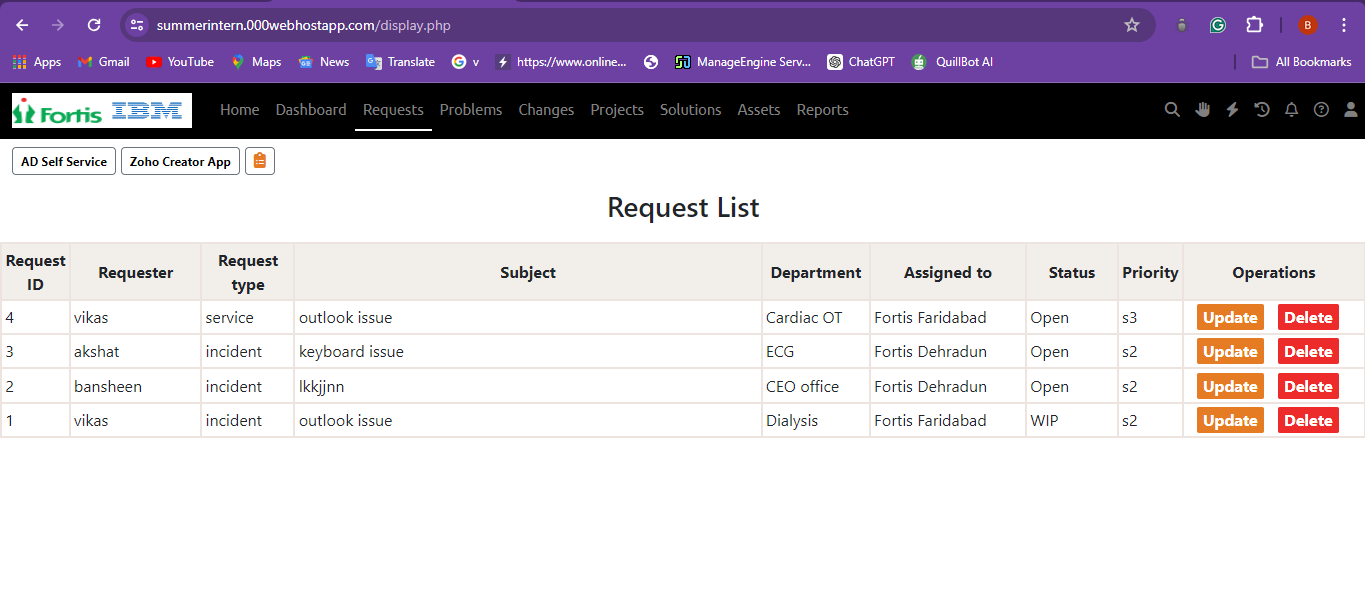 summerintern.000webhostapp.com/display.php
B
Apps Gmail YouTube Maps News Translate v https://www.online... ManageEngine Serv... ChatGPT QuillBot AI All Bookmarks
Fortis IBM Home Dashboard Requests Problems Changes Projects Solutions Assets Reports
AD Self Service Zoho Creator App
Request List
Request ID Requester Request type Subject Department Assigned to Status Priority Operations
4 vikas service outlook issue Cardiac OT Fortis Faridabad Open s3 Update Delete
3 akshat incident keyboard issue ECG Fortis Dehradun Open s2 Update Delete
2 bansheen incident lkkjjnn CEO office Fortis Dehradun Open s2 Update Delete
1 vikas incident outlook issue Dialysis Fortis Faridabad WIP s2 Update Delete